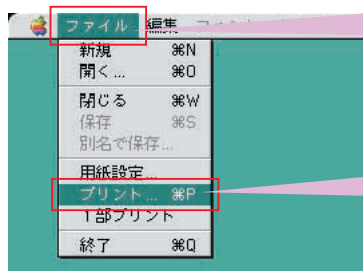 ファイル 編集
新規 ⌘N
開く... ⌘O
閉じる ⌘W
保存 ⌘S
別名で保存...
用紙設定...
プリント... ⌘P
1部プリント
終了 ⌘Q